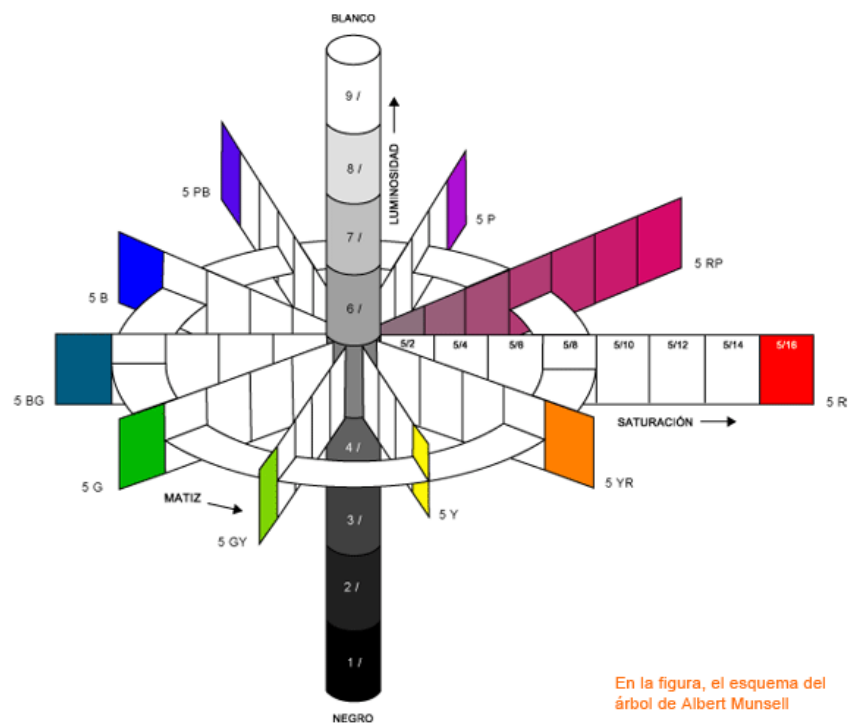 BLANCO
9 /
8 /
LUMINOSIDAD
7 /
6 /
5 PB
5 P
5 RP
5 B
5/2 5/4 5/6 5/8 5/10 5/12 5/14 5/16
5 BG
5 R
SATURACIÓN
4 /
5 G
5 YR
MATIZ
5 Y
3 /
5 GY
2 /
1 /
En la figura, el esquema del
árbol de Albert Munsell
NEGRO